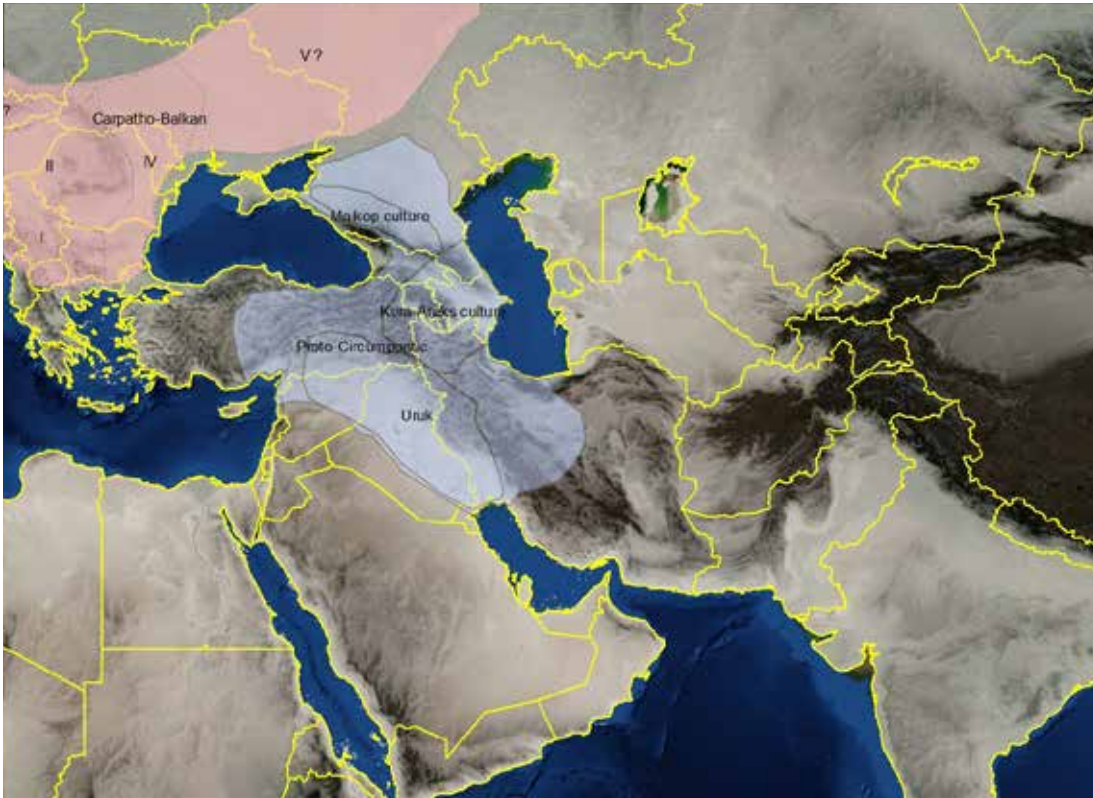 V ?
?
Carpatho-Balkan
II
IV
I
Maikop culture
Kura-Araks culture
Proto-Circumpontic
Uruk